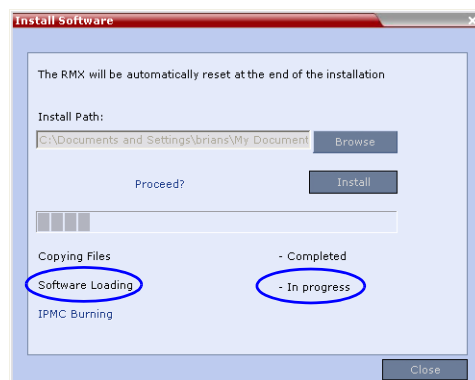 Install Software
The RMX will be automatically reset at the end of the installation
Install Path:
C:\Documents and Settings\brians\My Document
Browse
Proceed?
Install
Copying Files - Completed
Software Loading - In progress
IPMC Burning
Close